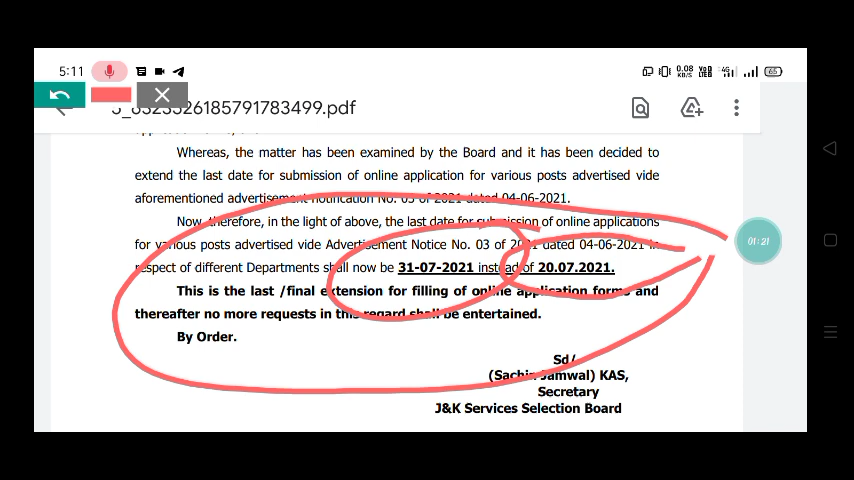 5:11
0.08
KB/S
VoD
LTE
4G
65
5_6323526185791783499.pdf
Whereas, the matter has been examined by the Board and it has been decided to
extend the last date for submission of online application for various posts advertised vide
aforementioned advertisement notification No. 03 of 2021 dated 04-06-2021.
Now, therefore, in the light of above, the last date for submission of online applications
for various posts advertised vide Advertisement Notice No. 03 of 2021 dated 04-06-2021 in
respect of different Departments shall now be 31-07-2021 instead of 20.07.2021.
This is the last /final extension for filling of online application forms and
thereafter no more requests in this regard shall be entertained.
By Order.
Sd/
(Sachin Jamwal) KAS,
Secretary
J&K Services Selection Board
01:21